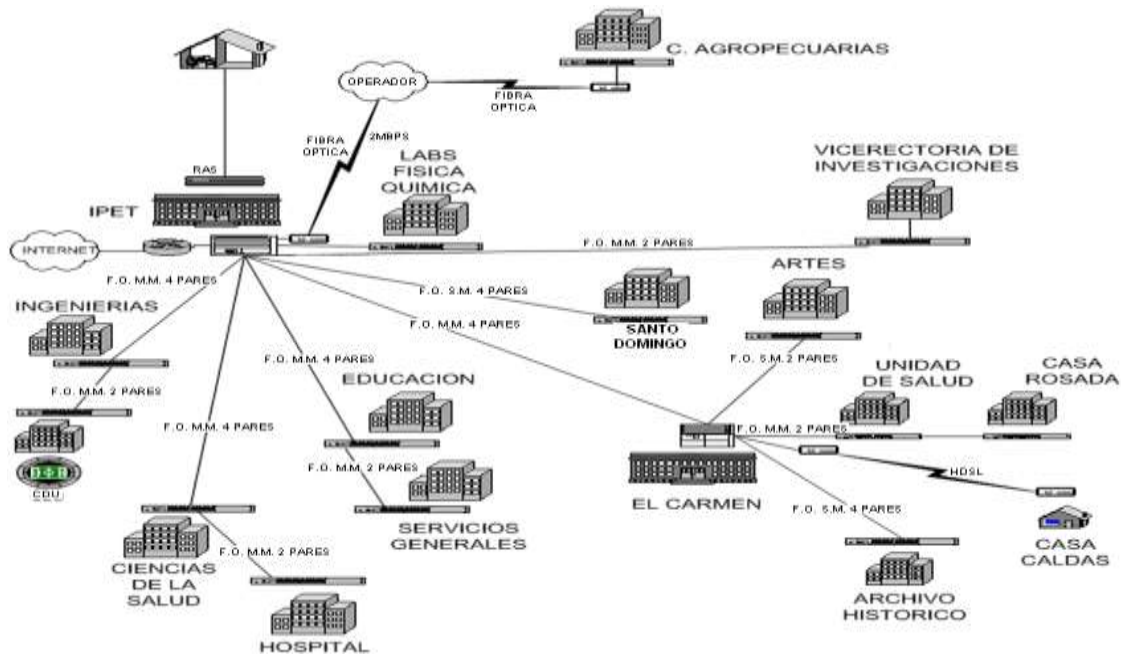 C. AGROPECUARIAS
OPERADOR
FIBRA
OPTICA
FIBRA
OPTICA
2MBPS
LABS
FISICA
QUIMICA
VICERECTORIA DE
INVESTIGACIONES
RAS
IPET
INTERNET
F.O. M.M. 2 PARES
ARTES
F.O. M.M. 4 PARES
F.O. S.M. 4 PARES
INGENIERIAS
F.O. M.M. 4 PARES
SANTO
DOMINGO
F.O. M.M. 4 PARES
F.O. S.M. 2 PARES
EDUCACION
UNIDAD
DE SALUD
CASA
ROSADA
F.O. M.M. 2 PARES
F.O. M.M. 4 PARES
F.O. M.M. 2 PARES
F.O. M.M. 2 PARES
HDSL
CDU
EL CARMEN
F.O. S.M. 4 PARES
SERVICIOS
GENERALES
CASA
CALDAS
F.O. M.M. 2 PARES
CIENCIAS
DE LA
SALUD
ARCHIVO
HISTORICO
HOSPITAL